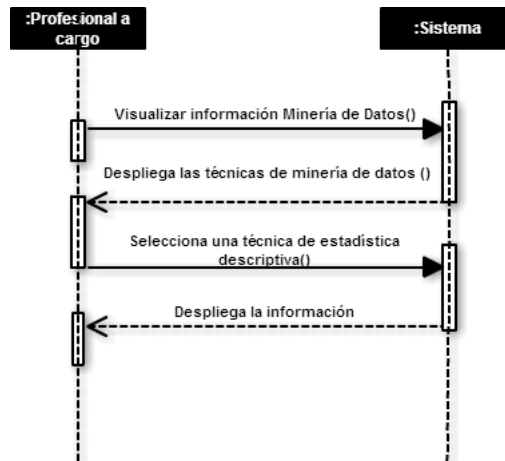 :Profesional a
cargo
:Sistema
Visualizar información Minería de Datos()
Despliega las técnicas de minería de datos ()
Selecciona una técnica de estadística
descriptiva()
Despliega la información